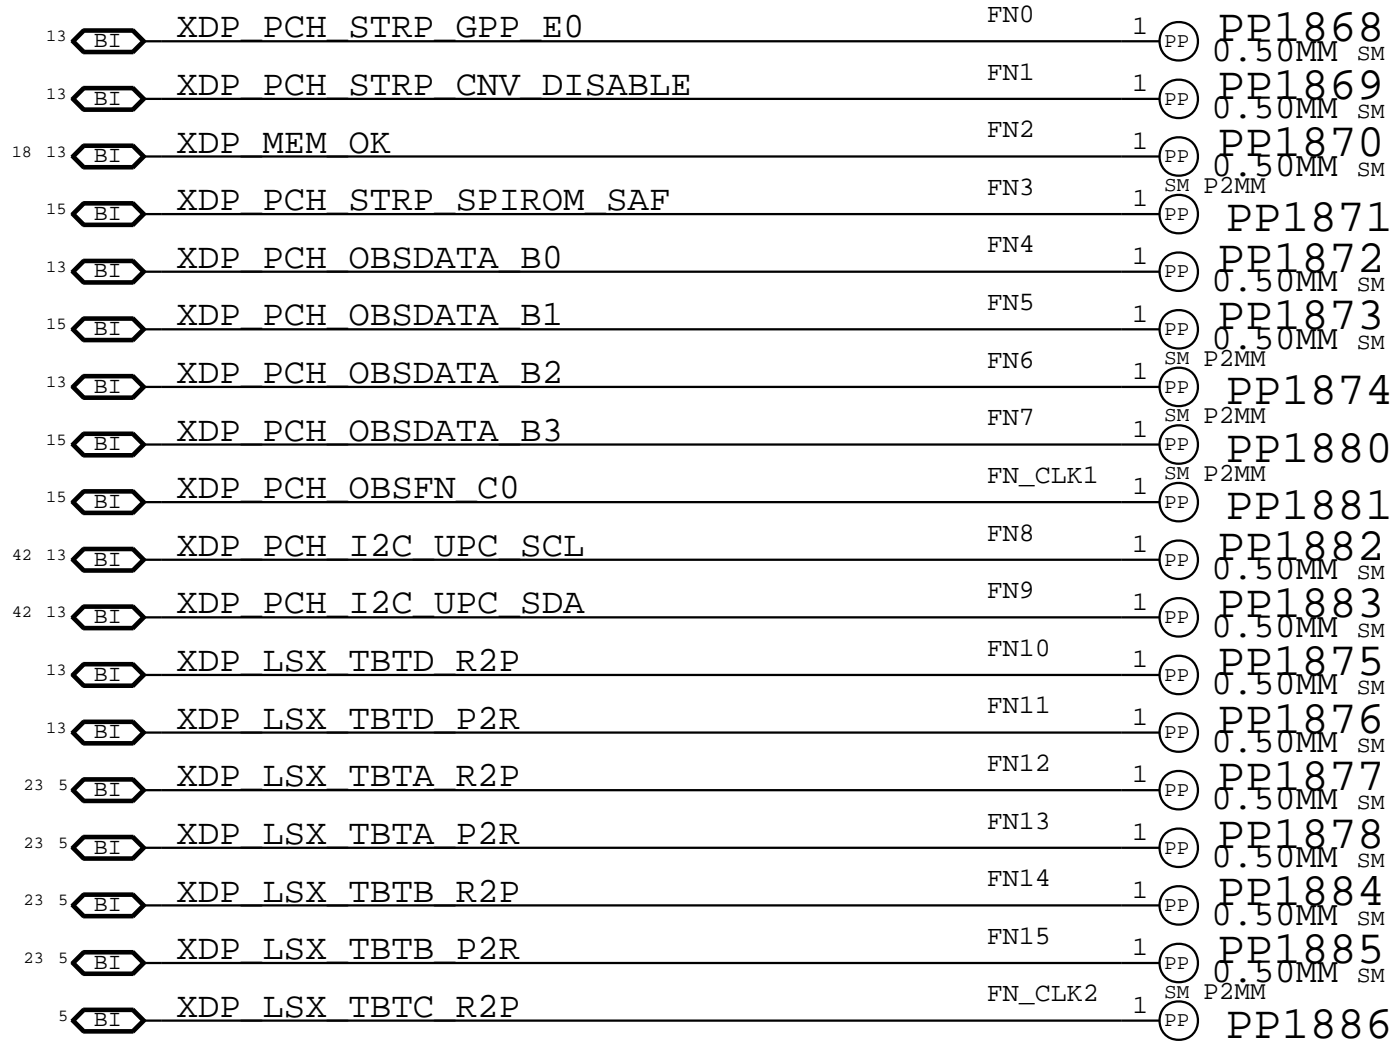 13 BI XDP_PCH_STRP_GPP_E0 FN0 1 PP PP1868 0.50MM SM
13 BI XDP_PCH_STRP_CNV_DISABLE FN1 1 PP PP1869 0.50MM SM
18 13 BI XDP_MEM_OK FN2 1 PP PP1870 0.50MM SM
15 BI XDP_PCH_STRP_SPIROM_SAF FN3 1 PP SM P2MM PP1871
13 BI XDP_PCH_OBSDATA_B0 FN4 1 PP PP1872 0.50MM SM
15 BI XDP_PCH_OBSDATA_B1 FN5 1 PP PP1873 0.50MM SM
13 BI XDP_PCH_OBSDATA_B2 FN6 1 PP SM P2MM PP1874
15 BI XDP_PCH_OBSDATA_B3 FN7 1 PP SM P2MM PP1880
15 BI XDP_PCH_OBSFN_C0 FN_CLK1 1 PP SM P2MM PP1881
42 13 BI XDP_PCH_I2C_UPC_SCL FN8 1 PP PP1882 0.50MM SM
42 13 BI XDP_PCH_I2C_UPC_SDA FN9 1 PP PP1883 0.50MM SM
13 BI XDP_LSX_TBTD_R2P FN10 1 PP PP1875 0.50MM SM
13 BI XDP_LSX_TBTD_P2R FN11 1 PP PP1876 0.50MM SM
23 5 BI XDP_LSX_TBTA_R2P FN12 1 PP PP1877 0.50MM SM
23 5 BI XDP_LSX_TBTA_P2R FN13 1 PP PP1878 0.50MM SM
23 5 BI XDP_LSX_TBTB_R2P FN14 1 PP PP1884 0.50MM SM
23 5 BI XDP_LSX_TBTB_P2R FN15 1 PP PP1885 0.50MM SM
5 BI XDP_LSX_TBTC_R2P FN_CLK2 1 PP SM P2MM PP1886